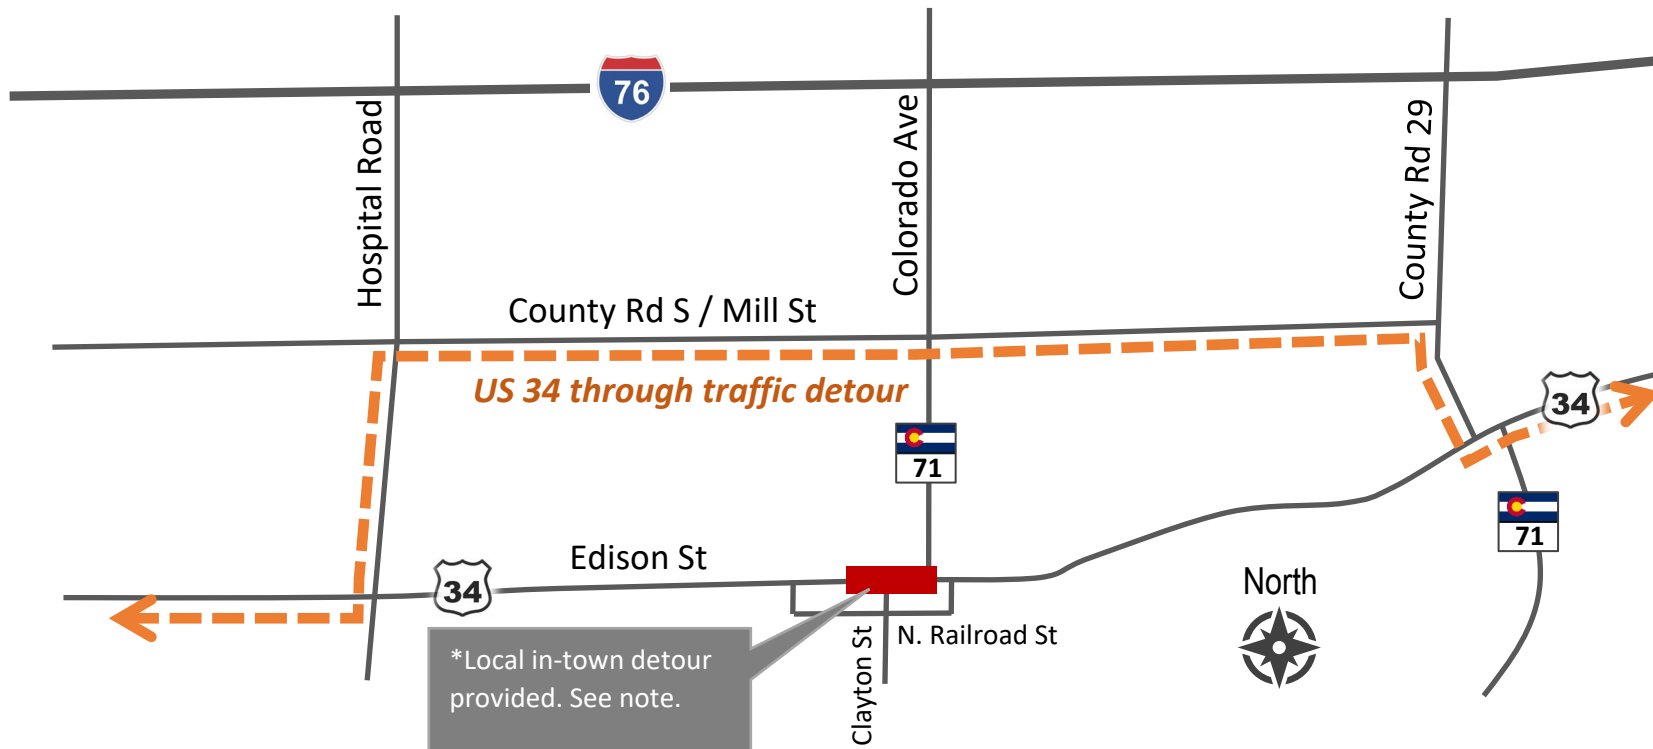 76
Hospital Road
Colorado Ave
County Rd 29
County Rd S / Mill St
US 34 through traffic detour
34
71
71
Edison St
34
North
*Local in-town detour
provided. See note.
Clayton St
N. Railroad St